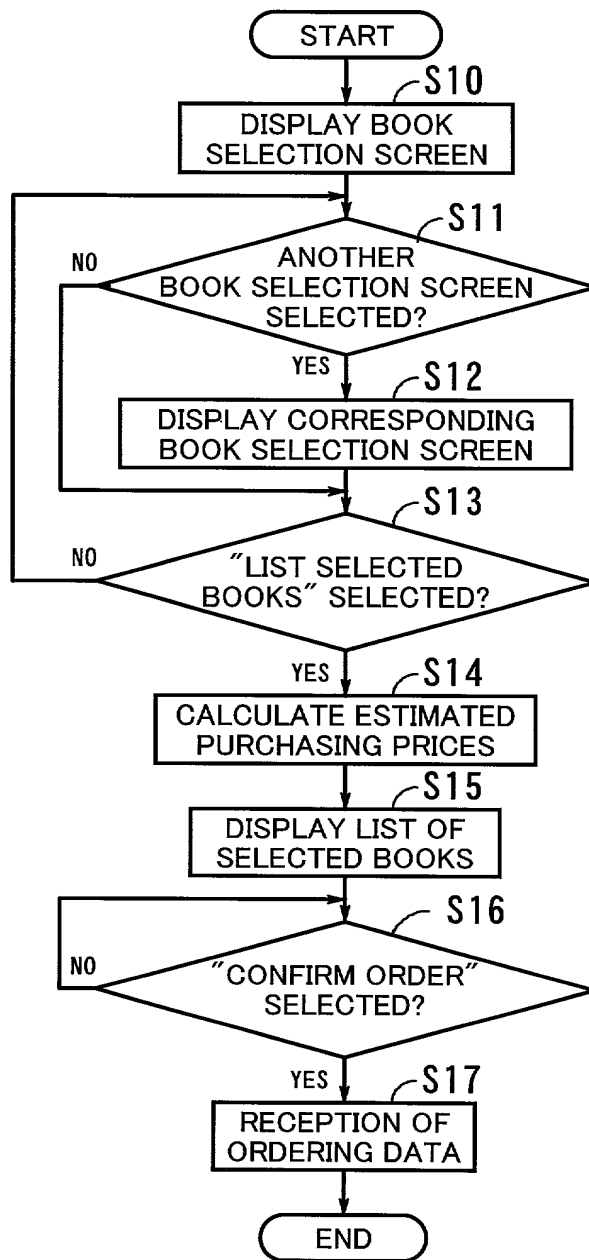 START
S10
DISPLAY BOOK
SELECTION SCREEN
S11
ANOTHER
BOOK SELECTION SCREEN
SELECTED?
NO
YES
S12
DISPLAY CORRESPONDING
BOOK SELECTION SCREEN
S13
"LIST SELECTED
BOOKS" SELECTED?
NO
YES
S14
CALCULATE ESTIMATED
PURCHASING PRICES
S15
DISPLAY LIST OF
SELECTED BOOKS
S16
"CONFIRM ORDER"
SELECTED?
NO
YES
S17
RECEPTION OF
ORDERING DATA
END